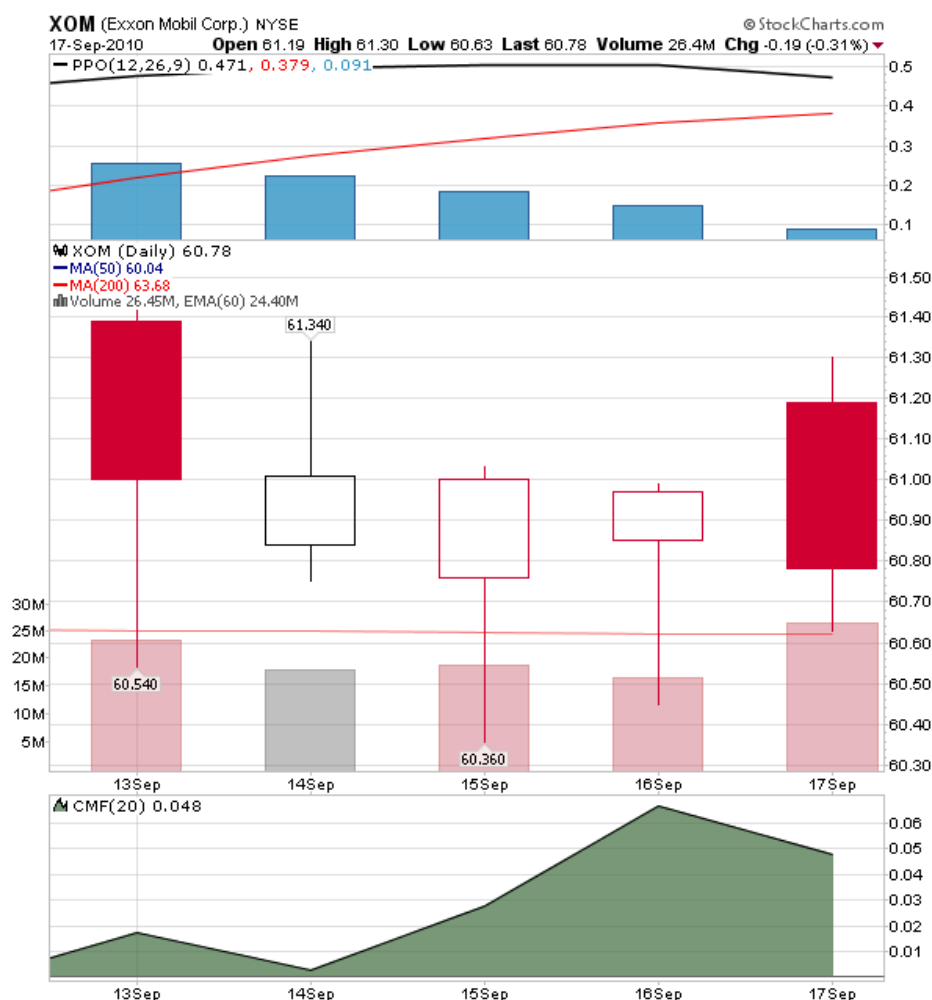 XOM (Exxon Mobil Corp.) NYSE © StockCharts.com
17-Sep-2010 Open 61.19 High 61.30 Low 60.63 Last 60.78 Volume 26.4M Chg -0.19 (-0.31%)
PPO(12,26,9) 0.471, 0.379, 0.091
0.5
0.4
0.3
0.2
0.1
XOM (Daily) 60.78
MA(50) 60.04
MA(200) 63.68
Volume 26.45M, EMA(60) 24.40M
61.50
61.40
61.30
61.20
61.10
61.00
60.90
60.80
60.70
60.60
60.50
60.40
60.30
61.340
60.540
60.360
30M
25M
20M
15M
10M
5M
13Sep 14Sep 15Sep 16Sep 17Sep
CMF(20) 0.048
0.06
0.05
0.04
0.03
0.02
0.01
13Sep 14Sep 15Sep 16Sep 17Sep